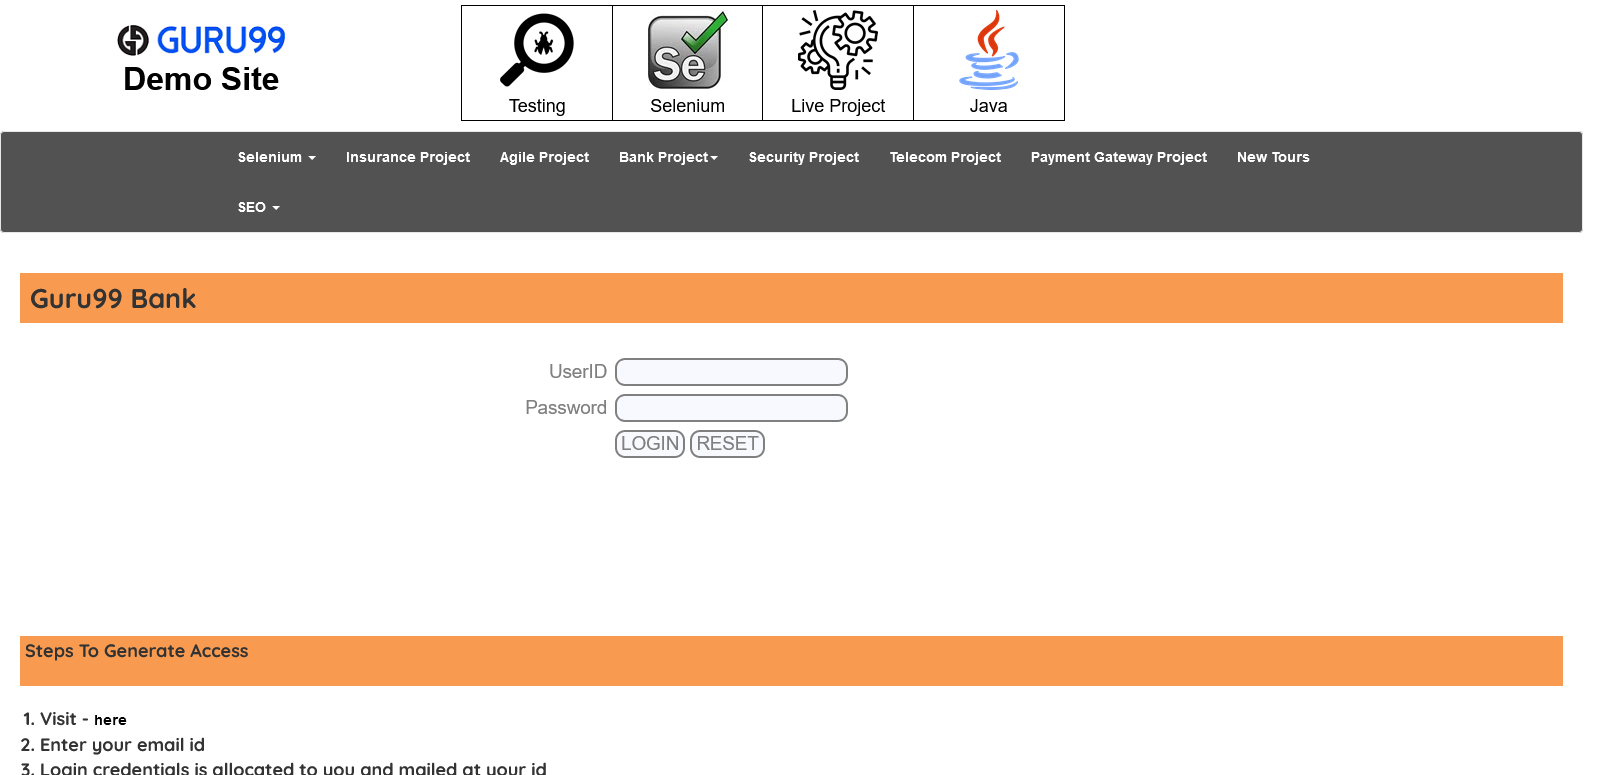 GURU99
Demo Site
Se
Testing
Selenium
Live Project
Java
Selenium
Insurance Project
Agile Project
Bank Project
Security Project
Telecom Project
Payment Gateway Project
New Tours
SEO
Guru99 Bank
UserID
Password
LOGIN RESET
Steps To Generate Access
1. Visit - here
2. Enter your email id
3. Login credentials is allocated to you and mailed at your id